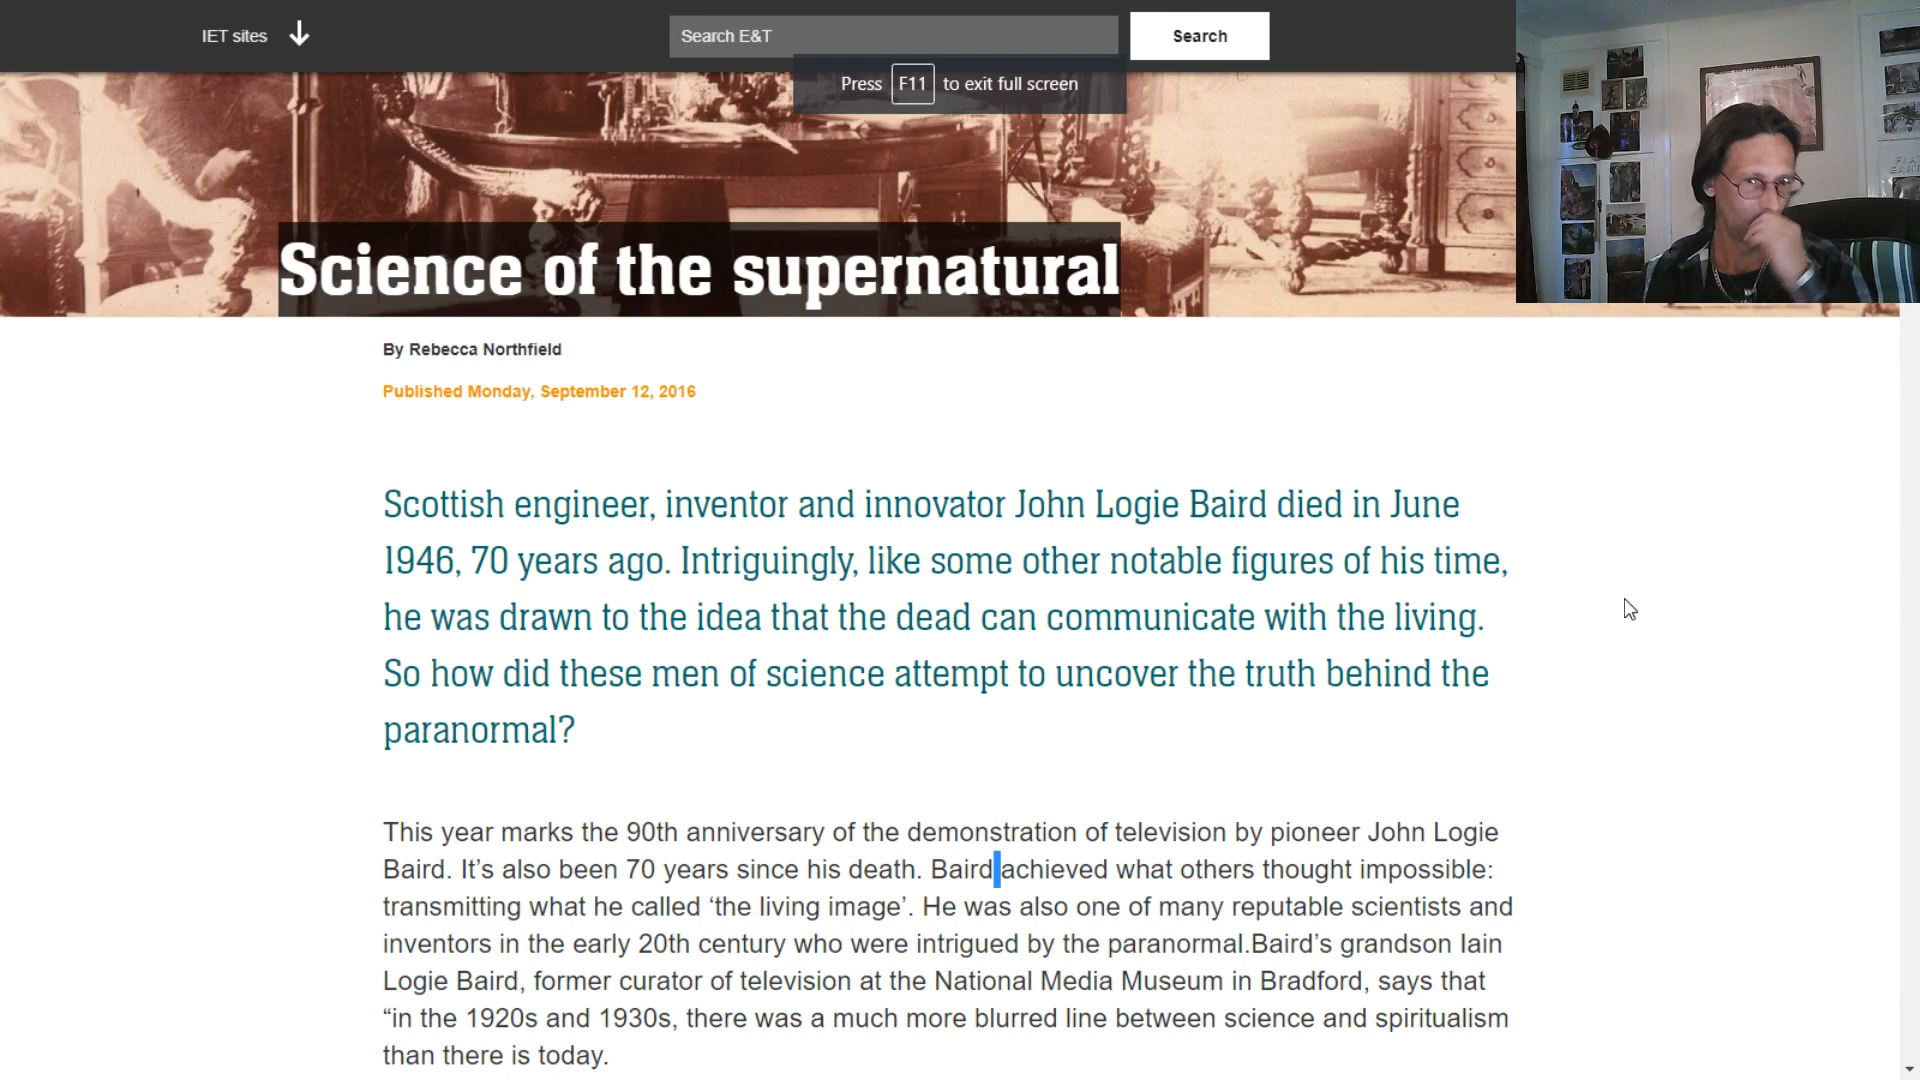 IET sites
Search E&T
Search
Press F11 to exit full screen
Science of the supernatural
By Rebecca Northfield
Published Monday, September 12, 2016
Scottish engineer, inventor and innovator John Logie Baird died in June
1946, 70 years ago. Intriguingly, like some other notable figures of his time,
he was drawn to the idea that the dead can communicate with the living.
So how did these men of science attempt to uncover the truth behind the
paranormal?
This year marks the 90th anniversary of the demonstration of television by pioneer John Logie
Baird. It’s also been 70 years since his death. Baird achieved what others thought impossible:
transmitting what he called ‘the living image’. He was also one of many reputable scientists and
inventors in the early 20th century who were intrigued by the paranormal.Baird’s grandson Iain
Logie Baird, former curator of television at the National Media Museum in Bradford, says that
“in the 1920s and 1930s, there was a much more blurred line between science and spiritualism
than there is today.